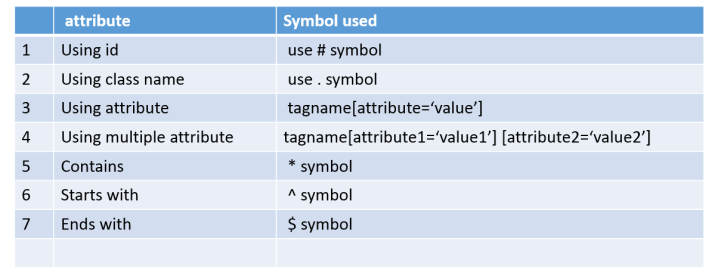 attribute Symbol used
1 Using id use # symbol
2 Using class name use . symbol
3 Using attribute tagname[attribute=‘value’]
4 Using multiple attribute tagname[attribute1=‘value1’] [attribute2=‘value2’]
5 Contains * symbol
6 Starts with ^ symbol
7 Ends with $ symbol